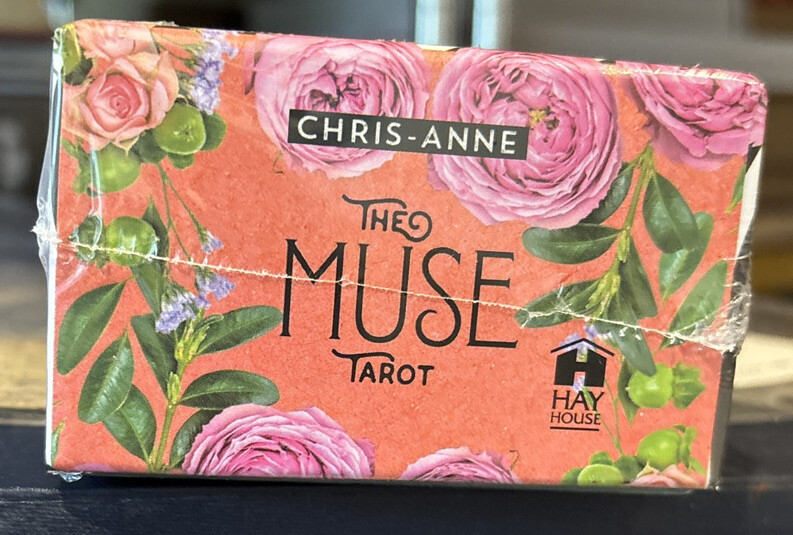 CHRIS-ANNE
THE
MUSE
TAROT
HAY
HOUSE